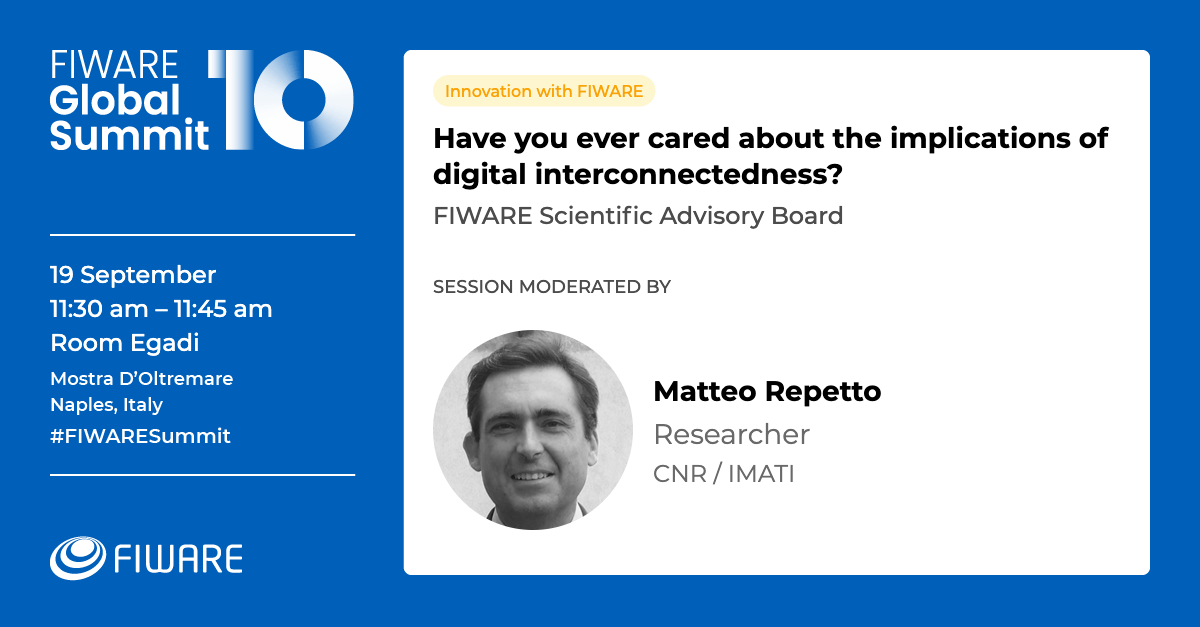 FIWARE
Global
Summit
10
19 September
11:30 am – 11:45 am
Room Egadi
Mostra D’Oltremare
Naples, Italy
#FIWARESummit
FIWARE
Innovation with FIWARE
Have you ever cared about the implications of
digital interconnectedness?
FIWARE Scientific Advisory Board
SESSION MODERATED BY
Matteo Repetto
Researcher
CNR / IMATI